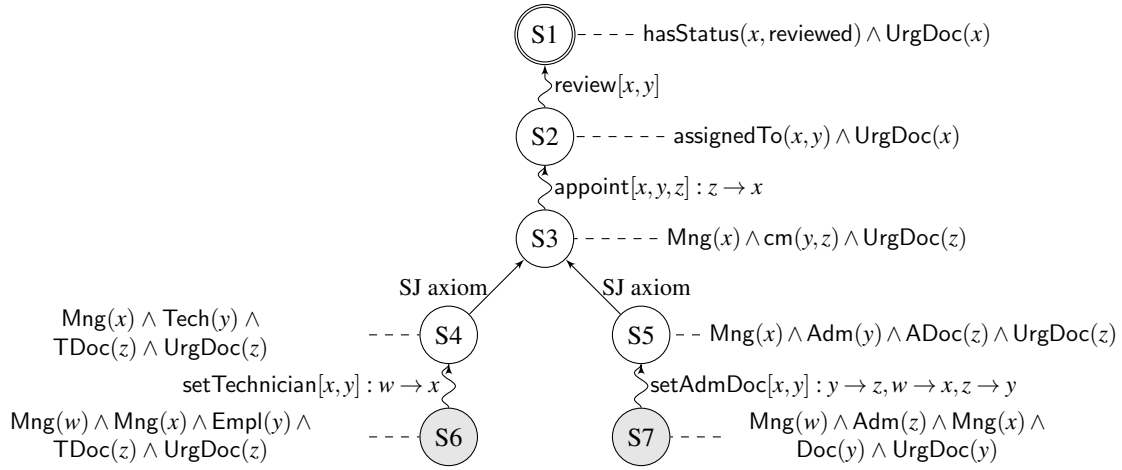 S1
hasStatus(x, reviewed) ∧ UrgDoc(x)
review[x, y]
S2
assignedTo(x, y) ∧ UrgDoc(x)
appoint[x, y, z] : z → x
S3
Mng(x) ∧ cm(y, z) ∧ UrgDoc(z)
SJ axiom
SJ axiom
Mng(x) ∧ Tech(y) ∧
TDoc(z) ∧ UrgDoc(z)
S4
S5
Mng(x) ∧ Adm(y) ∧ ADoc(z) ∧ UrgDoc(z)
setTechnician[x, y] : w → x
setAdmDoc[x, y] : y → z, w → x, z → y
Mng(w) ∧ Mng(x) ∧ Empl(y) ∧
TDoc(z) ∧ UrgDoc(z)
S6
S7
Mng(w) ∧ Adm(z) ∧ Mng(x) ∧
Doc(y) ∧ UrgDoc(y)